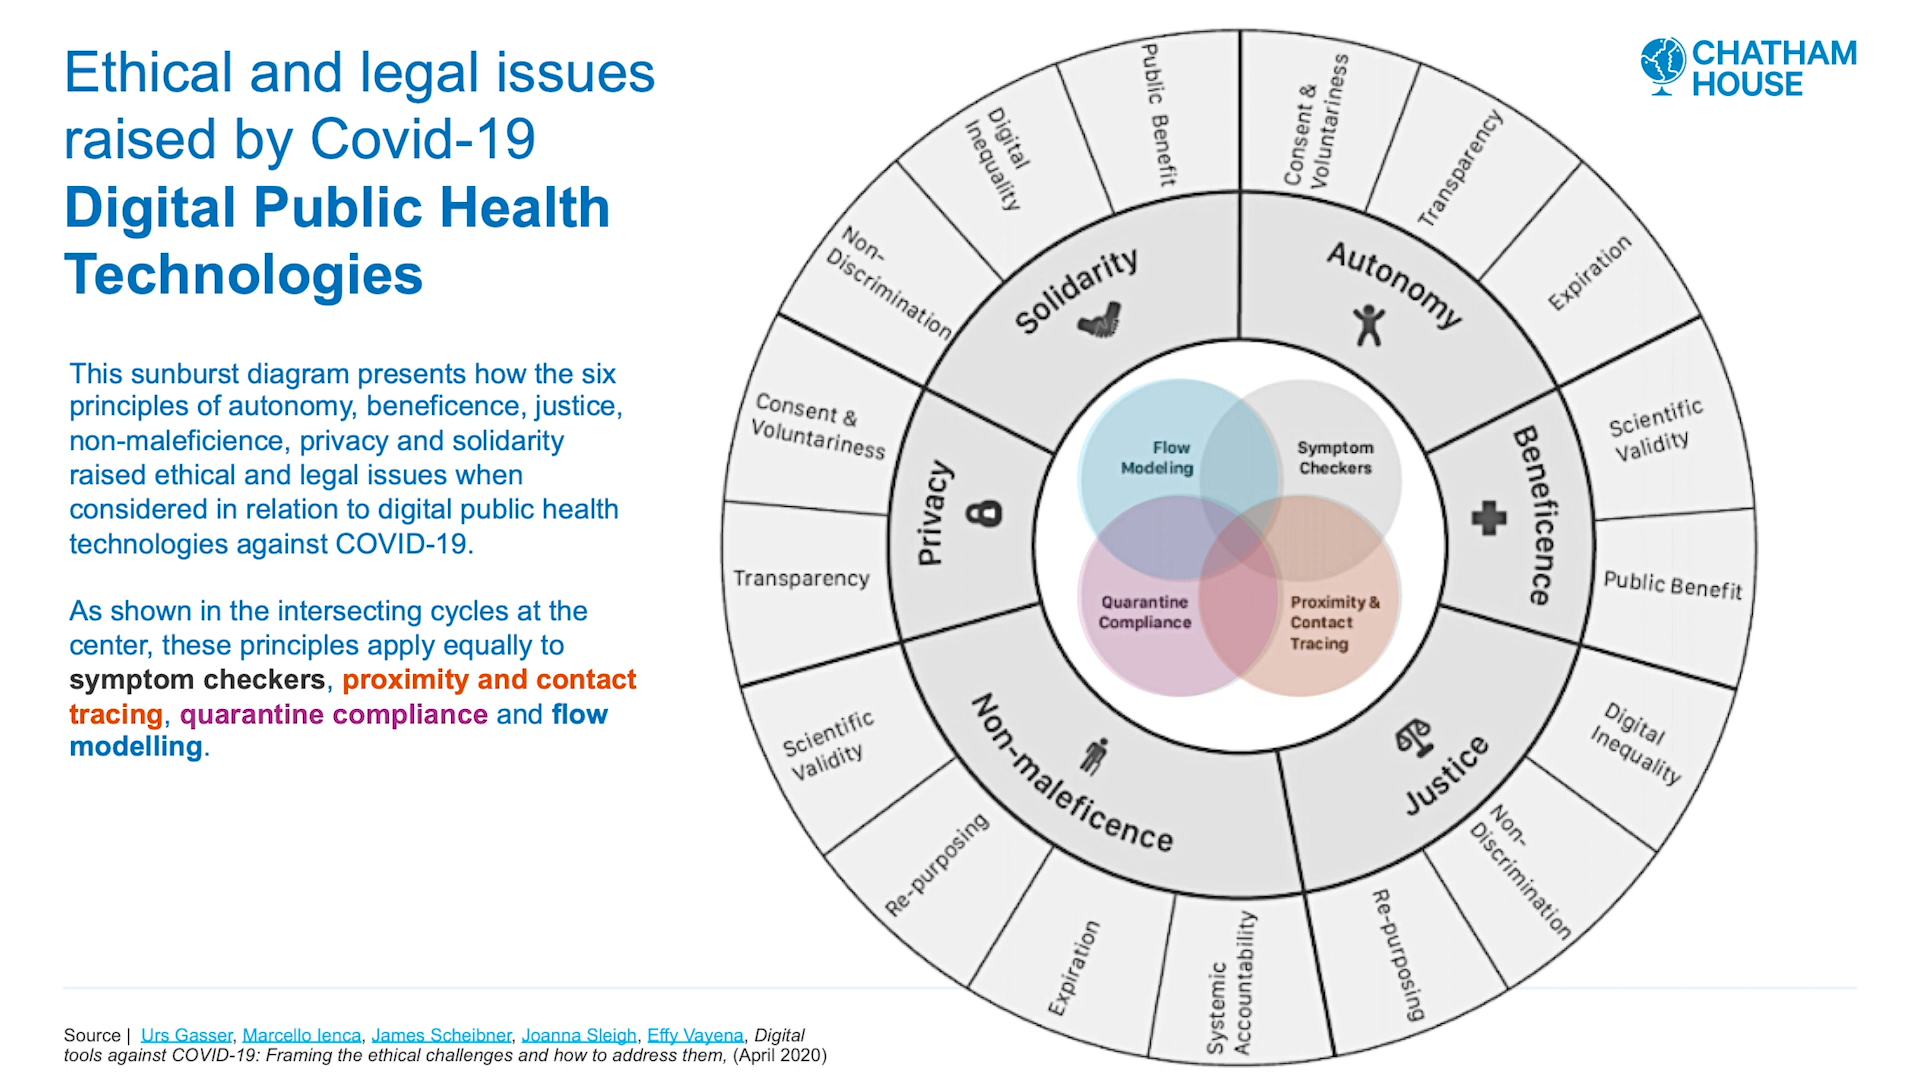 Ethical and legal issues
raised by Covid-19
Digital Public Health
Technologies
This sunburst diagram presents how the six
principles of autonomy, beneficence, justice,
non-maleficience, privacy and solidarity
raised ethical and legal issues when
considered in relation to digital public health
technologies against COVID-19.
As shown in the intersecting cycles at the
center, these principles apply equally to
symptom checkers, proximity and contact
tracing, quarantine compliance and flow
modelling.
CHATHAM
HOUSE
Consent &
Voluntariness
Transparency
Expiration
Scientific
Validity
Public Benefit
Digital
Inequality
Non-
Discrimination
Re-purposing
Systemic
Accountability
Expiration
Re-purposing
Scientific
Validity
Transparency
Consent &
Voluntariness
Non-
Discrimination
Digital
Inequality
Public Benefit
Autonomy
Beneficence
Justice
Non-maleficence
Privacy
Solidarity
Flow
Modeling
Symptom
Checkers
Quarantine
Compliance
Proximity &
Contact
Tracing
Source | Urs Gasser, Marcello Ienca, James Scheibner, Joanna Sleigh, Effy Vayena, Digital
tools against COVID-19: Framing the ethical challenges and how to address them, (April 2020)